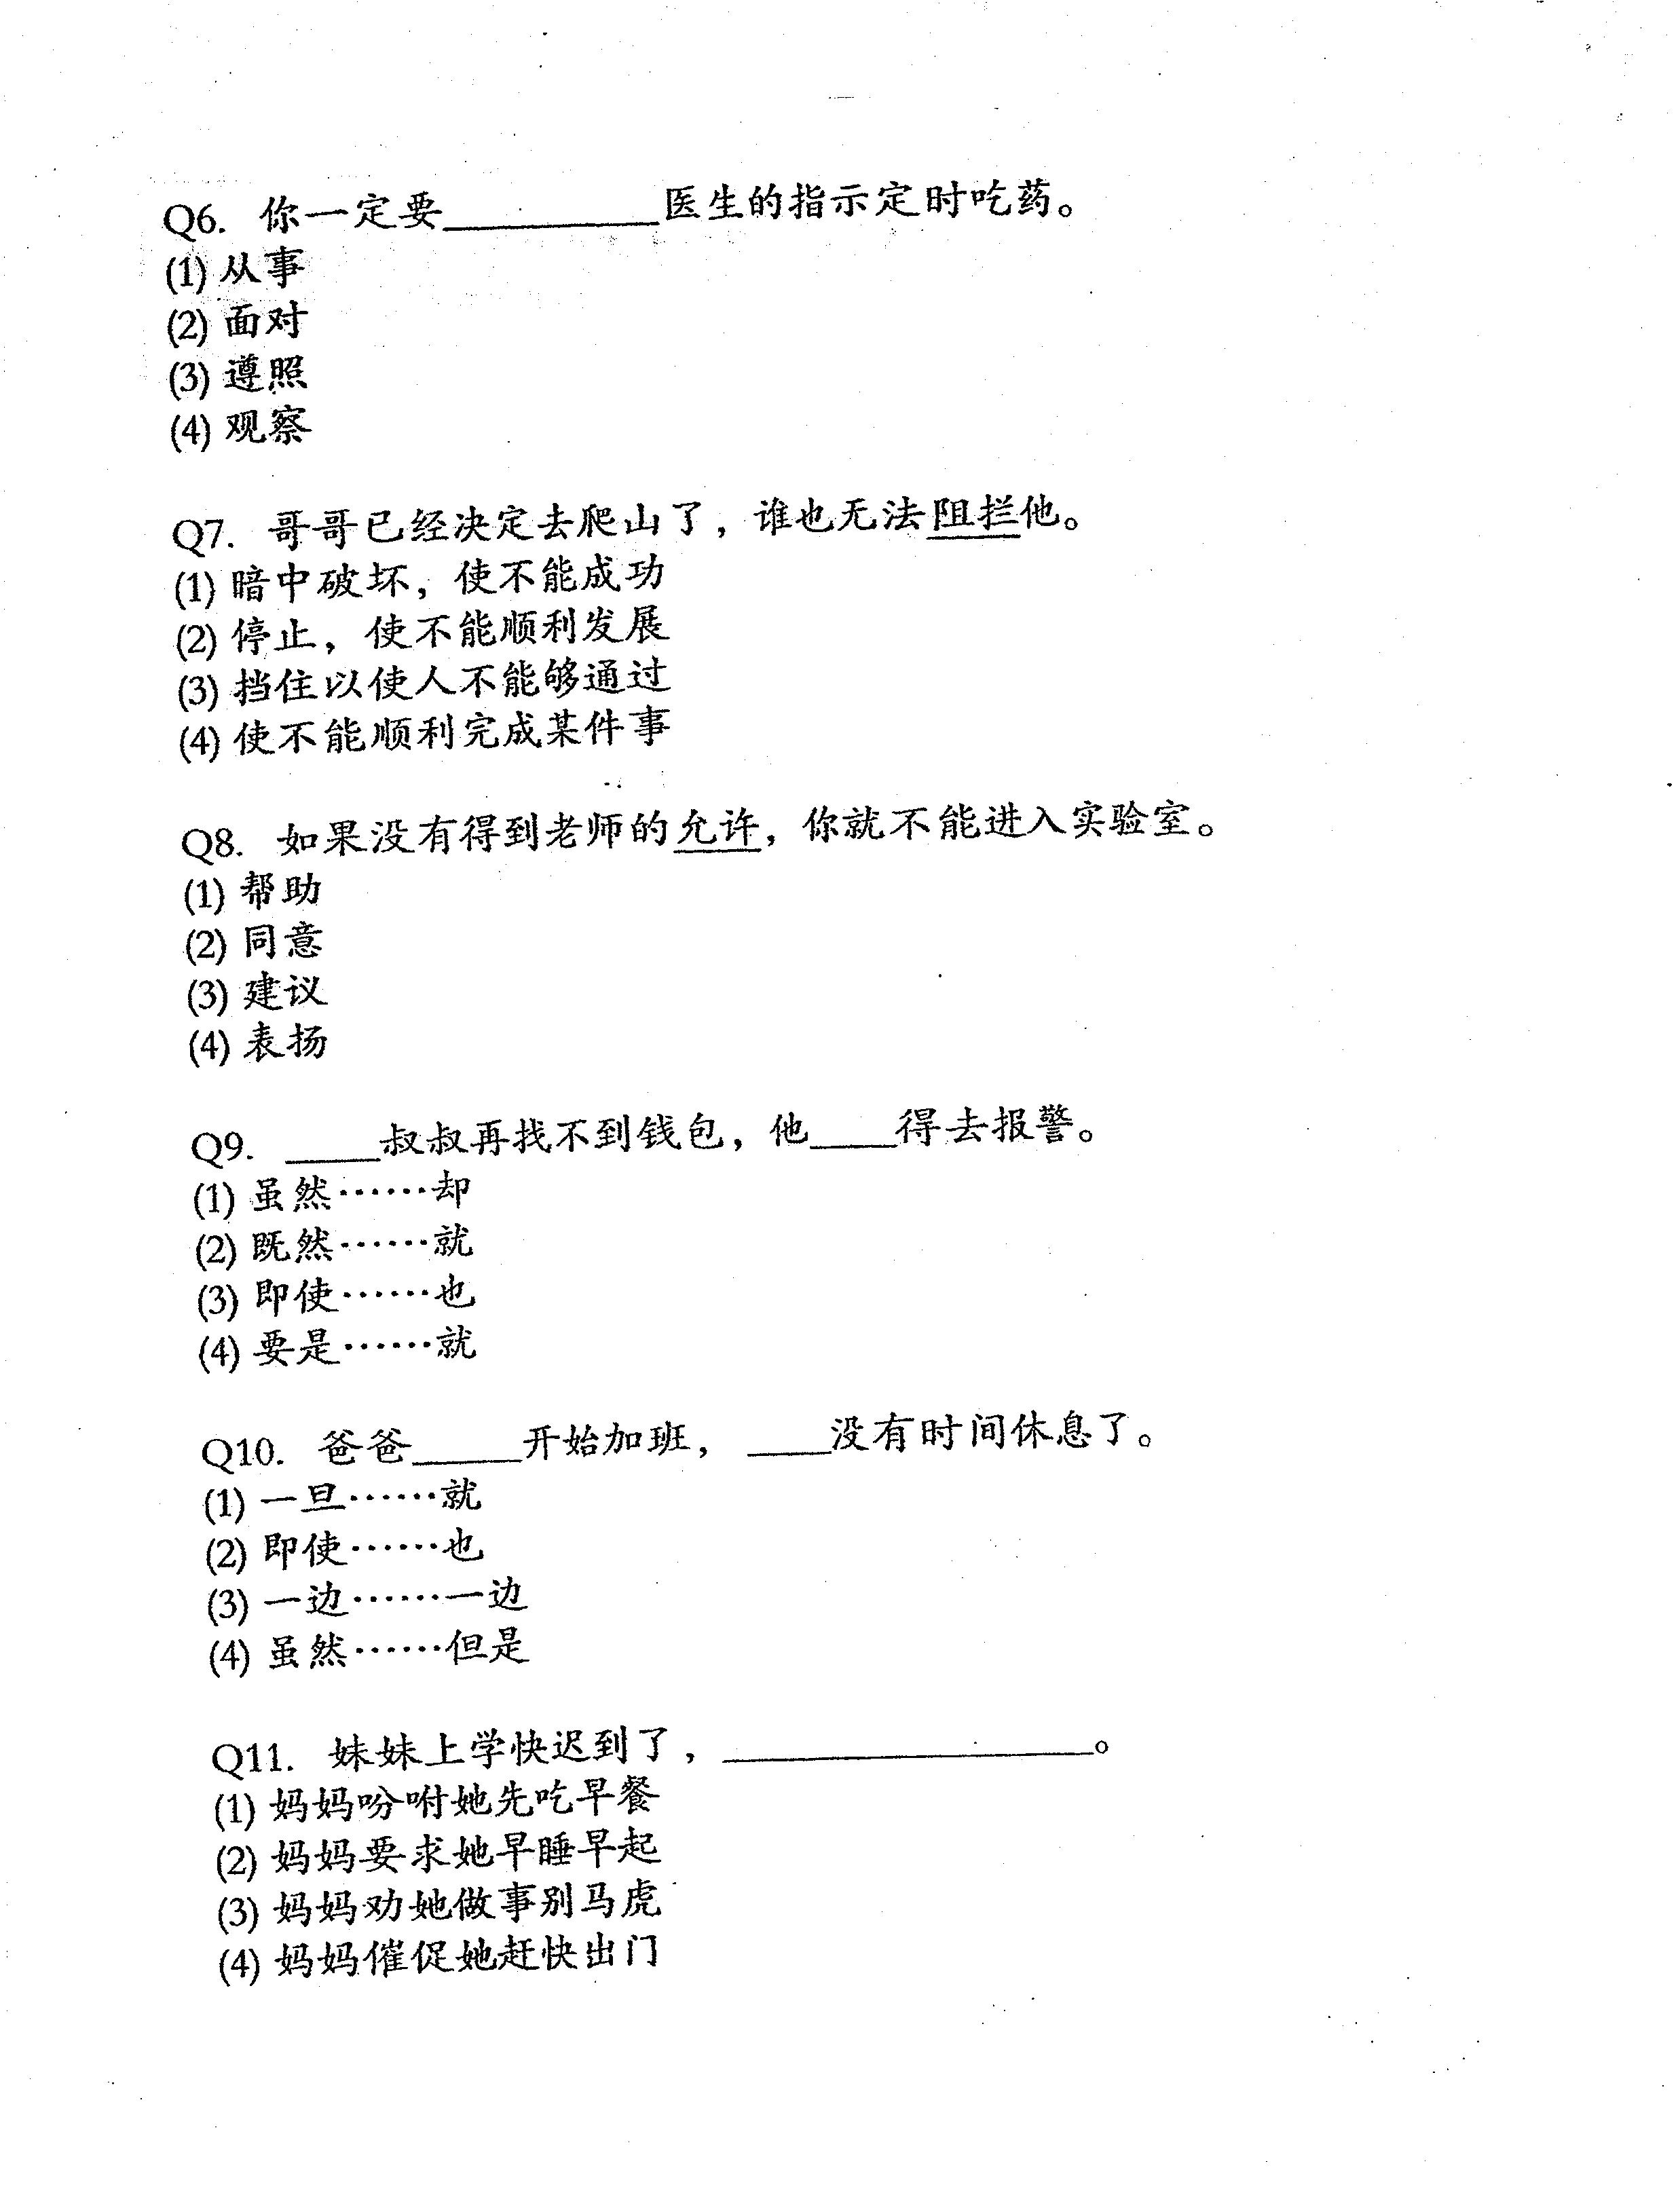 Q6. 你一定要__________医生的指示定时吃药。
(1) 从事
(2) 面对
(3) 遵照
(4) 观察
Q7. 哥哥已经决定去爬山了，谁也无法阻拦他。
(1) 暗中破坏，使不能成功
(2) 停止，使不能顺利发展
(3) 挡住以使人不能够通过
(4) 使不能顺利完成某件事
Q8. 如果没有得到老师的允许，你就不能进入实验室。
(1) 帮助
(2) 同意
(3) 建议
(4) 表扬
Q9. _____叔叔再找不到钱包，他____得去报警。
(1) 虽然……却
(2) 既然……就
(3) 即使……也
(4) 要是……就
Q10. 爸爸_____开始加班，____没有时间休息了。
(1) 一旦……就
(2) 即使……也
(3) 一边……一边
(4) 虽然……但是
Q11. 妹妹上学快迟到了，_________________。
(1) 妈妈吩咐她先吃早餐
(2) 妈妈要求她早睡早起
(3) 妈妈劝她做事别马虎
(4) 妈妈催促她赶快出门